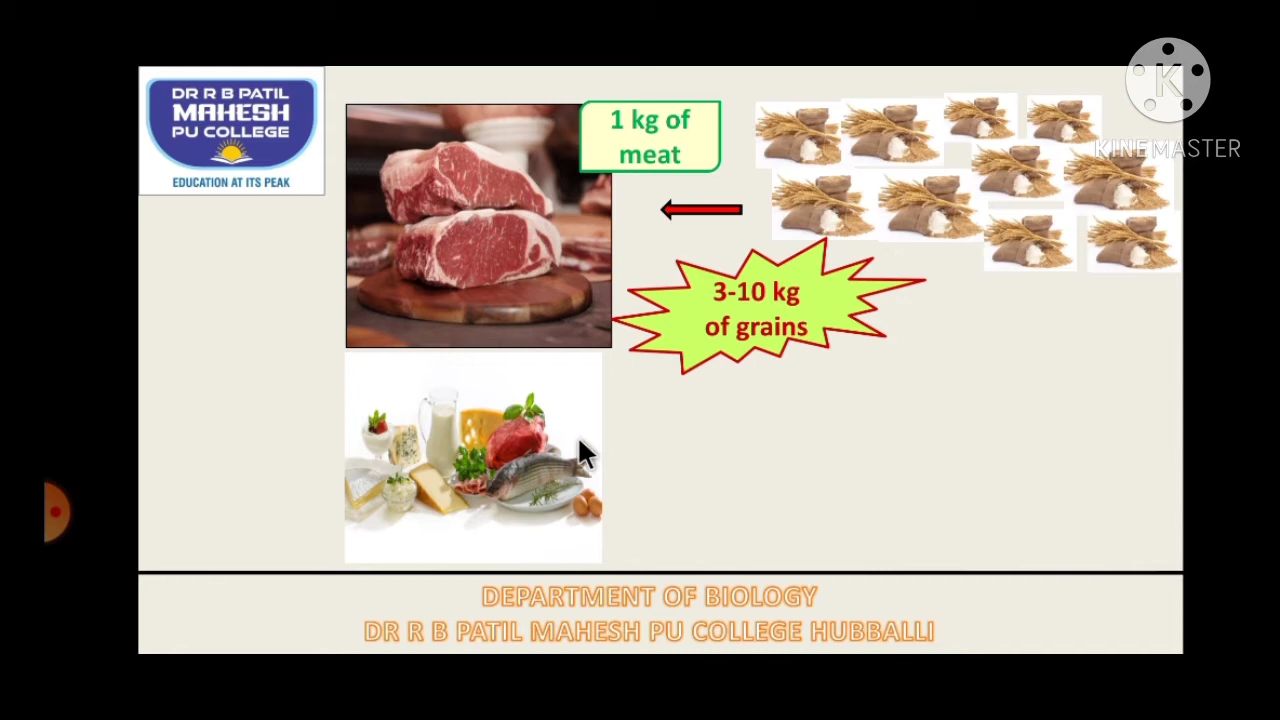 DR R B PATIL
MAHESH
PU COLLEGE
EDUCATION AT ITS PEAK
1 kg of
meat
K
KINEMASTER
3-10 kg
of grains
DEPARTMENT OF BIOLOGY
DR R B PATIL MAHESH PU COLLEGE HUBBALLI